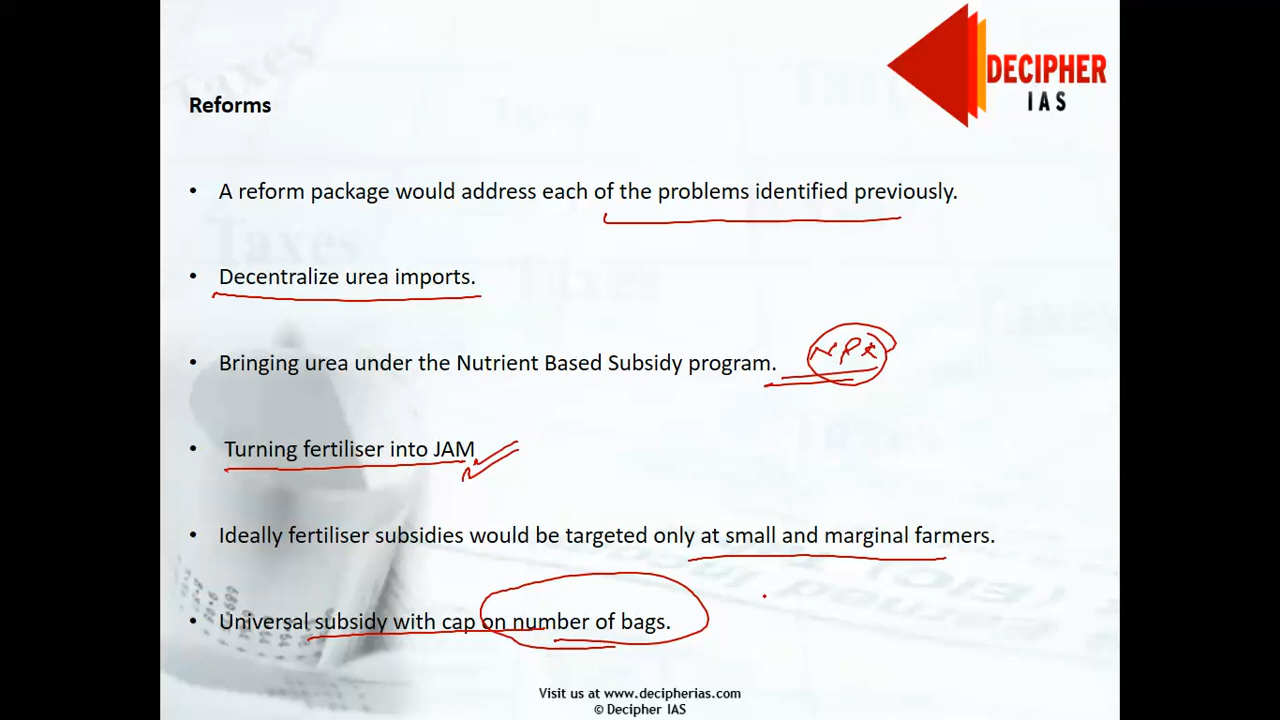 DECIPHER
IAS
Reforms
• A reform package would address each of the problems identified previously.
• Decentralize urea imports.
• Bringing urea under the Nutrient Based Subsidy program. NPK
• Turning fertiliser into JAM
• Ideally fertiliser subsidies would be targeted only at small and marginal farmers.
• Universal subsidy with cap on number of bags.
Visit us at www.decipherias.com
© Decipher IAS